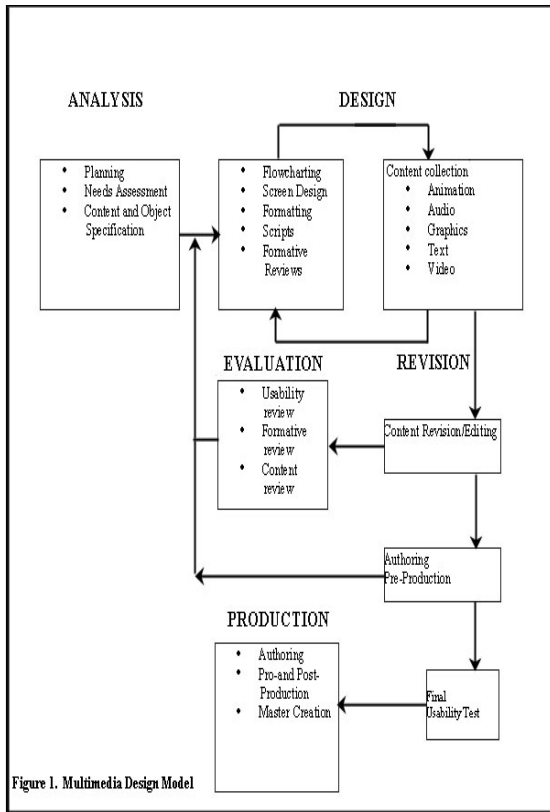 ANALYSIS
DESIGN
• Planning
• Needs Assessment
• Content and Object
Specification
• Flowcharting
• Screen Design
• Formatting
• Scripts
• Formative
Reviews
Content collection
• Animation
• Audio
• Graphics
• Text
• Video
EVALUATION
REVISION
• Usability
review
• Formative
review
• Content
review
Content Revision/Editing
Authoring
Pre-Production
PRODUCTION
• Authoring
• Pro-and Post-
Production
• Master Creation
Final
Usability Test
Figure 1. Multimedia Design Model